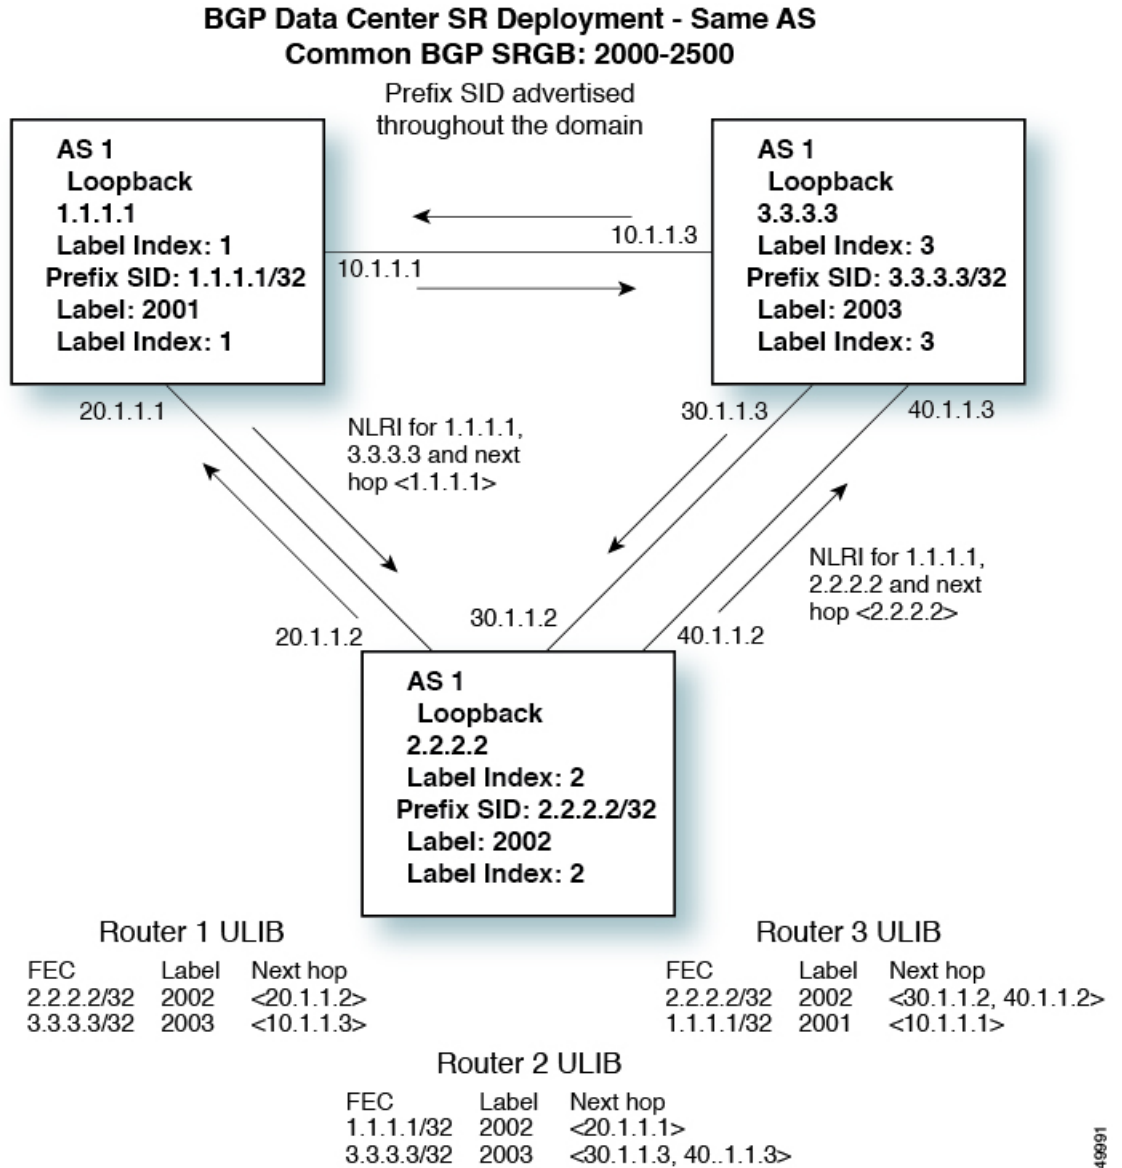 BGP Data Center SR Deployment - Same AS
Common BGP SRGB: 2000-2500
Prefix SID advertised
throughout the domain
AS 1
Loopback
1.1.1.1
Label Index: 1
Prefix SID: 1.1.1.1/32
Label: 2001
Label Index: 1
AS 1
Loopback
3.3.3.3
Label Index: 3
Prefix SID: 3.3.3.3/32
Label: 2003
Label Index: 3
10.1.1.3
10.1.1.1
20.1.1.1
30.1.1.3
40.1.1.3
NLRI for 1.1.1.1,
3.3.3.3 and next
hop <1.1.1.1>
NLRI for 1.1.1.1,
2.2.2.2 and next
hop <2.2.2.2>
20.1.1.2
30.1.1.2
40.1.1.2
AS 1
Loopback
2.2.2.2
Label Index: 2
Prefix SID: 2.2.2.2/32
Label: 2002
Label Index: 2
Router 1 ULIB
FEC Label Next hop
2.2.2.2/32 2002 <20.1.1.2>
3.3.3.3/32 2003 <10.1.1.3>
Router 3 ULIB
FEC Label Next hop
2.2.2.2/32 2002 <30.1.1.2, 40.1.1.2>
1.1.1.1/32 2001 <10.1.1.1>
Router 2 ULIB
FEC Label Next hop
1.1.1.1/32 2002 <20.1.1.1>
3.3.3.3/32 2003 <30.1.1.3, 40..1.1.3>